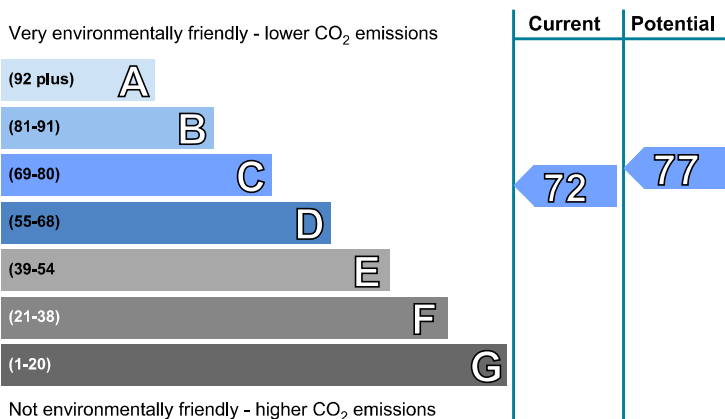 Very environmentally friendly - lower CO2 emissions
Current
Potential
(92 plus) A
(81-91) B
(69-80) C
(55-68) D
(39-54 E
(21-38) F
(1-20) G
72
77
Not environmentally friendly - higher CO2 emissions